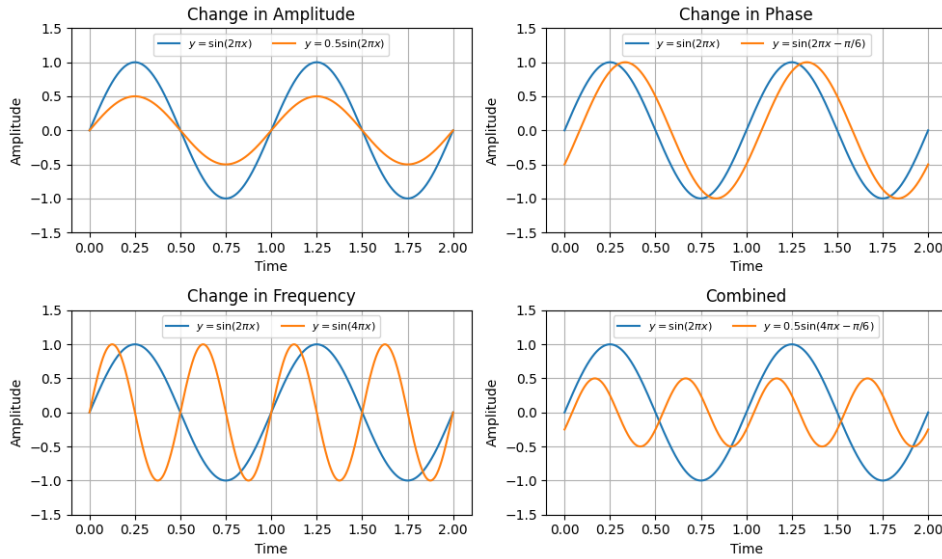 Change in Amplitude
y = sin(2πx) y = 0.5sin(2πx)
1.5
1.0
0.5
0.0
−0.5
−1.0
−1.5
Amplitude
0.00 0.25 0.50 0.75 1.00 1.25 1.50 1.75 2.00
Time
Change in Phase
y = sin(2πx) y = sin(2πx − π/6)
1.5
1.0
0.5
0.0
−0.5
−1.0
−1.5
Amplitude
0.00 0.25 0.50 0.75 1.00 1.25 1.50 1.75 2.00
Time
Change in Frequency
y = sin(2πx) y = sin(4πx)
1.5
1.0
0.5
0.0
−0.5
−1.0
−1.5
Amplitude
0.00 0.25 0.50 0.75 1.00 1.25 1.50 1.75 2.00
Time
Combined
y = sin(2πx) y = 0.5sin(4πx − π/6)
1.5
1.0
0.5
0.0
−0.5
−1.0
−1.5
Amplitude
0.00 0.25 0.50 0.75 1.00 1.25 1.50 1.75 2.00
Time